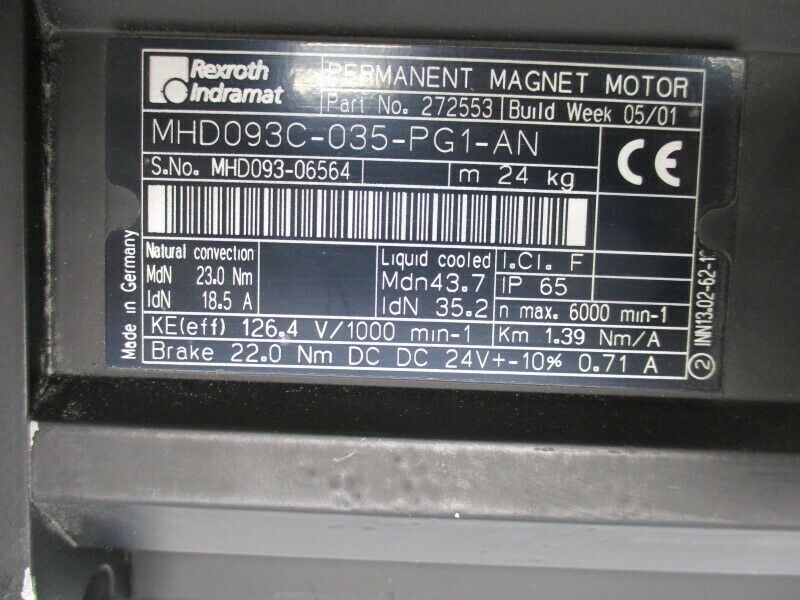 Rexroth
Indramat
PERMANENT MAGNET MOTOR
Part No. 272553
Build Week 05/01
MHD093C-035-PG1-AN
S.No. MHD093-06564
m 24 kg
CE
Natural convection
MdN 23.0 Nm
IdN 18.5 A
Liquid cooled
Mdn43.7
IdN 35.2
I.Cl. F
IP 65
n max. 6000 min-1
KE(eff) 126.4 V/1000 min-1
Km 1.39 Nm/A
Brake 22.0 Nm DC DC 24V+-10% 0.71 A
Made in Germany
2 INN13.02-62-1